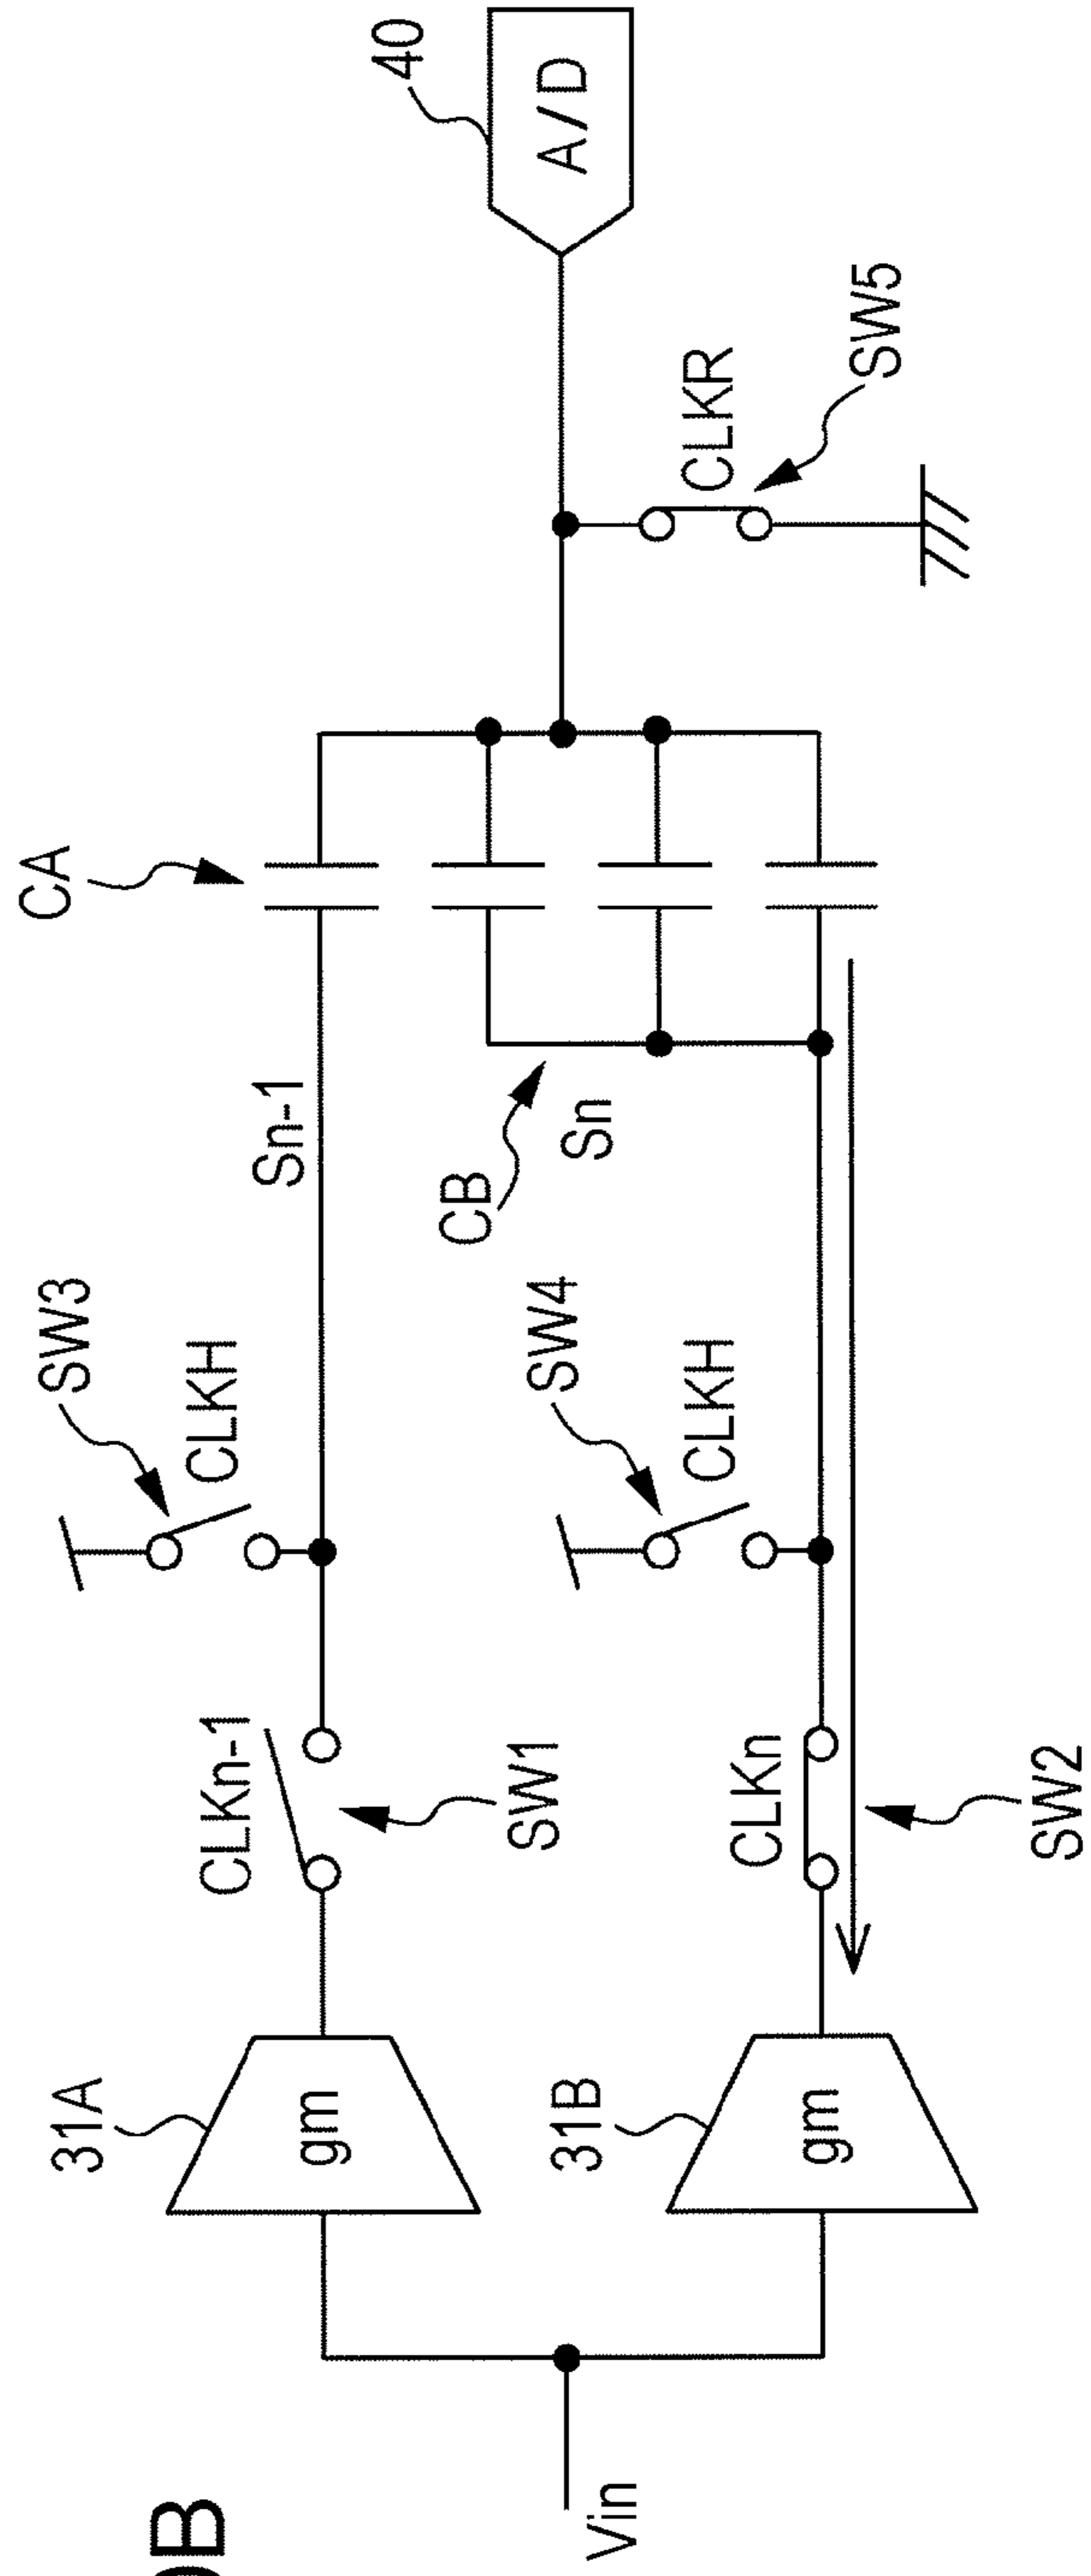 0B
Vin
31A
gm
31B
gm
CLKn-1
SW1
CLKn
SW2
SW3
CLKH
SW4
CLKH
Sn-1
CB
Sn
CA
CLKR
SW5
40
A/D